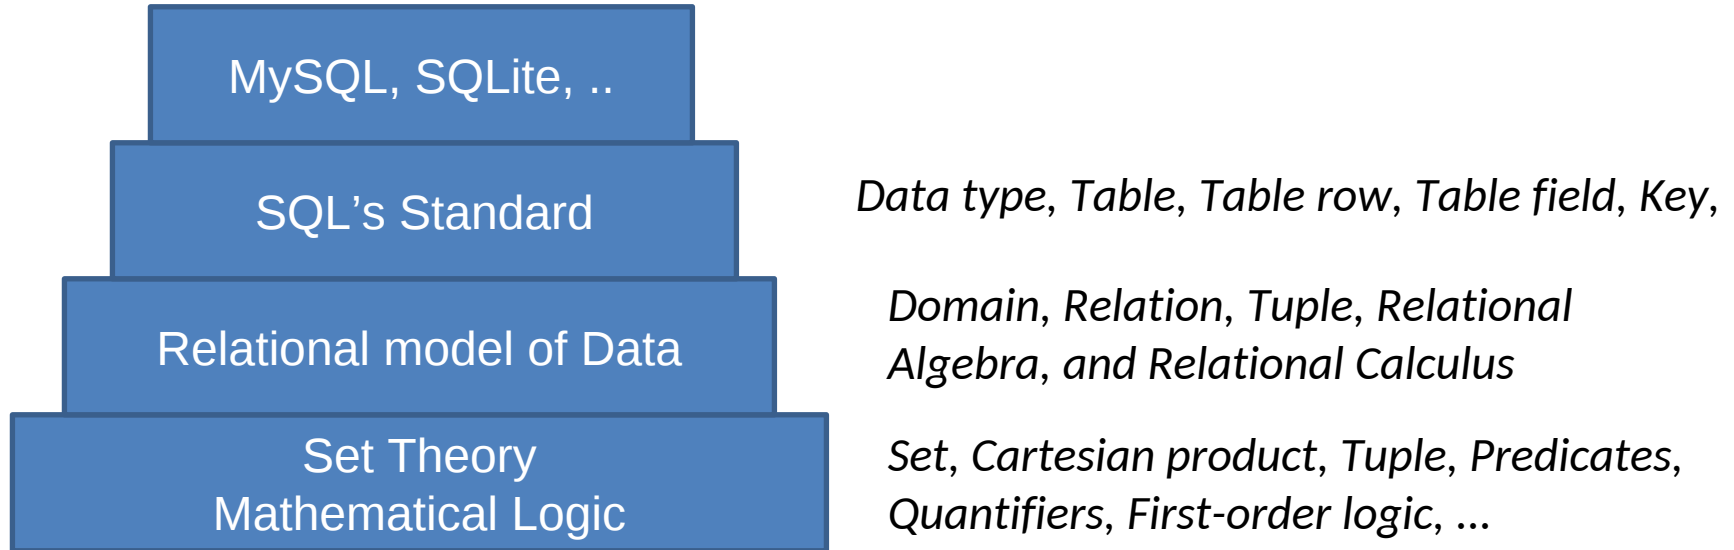 MySQL, SQLite, ..
SQL’s Standard
Data type, Table, Table row, Table field, Key,
Relational model of Data
Domain, Relation, Tuple, Relational
Algebra, and Relational Calculus
Set Theory
Mathematical Logic
Set, Cartesian product, Tuple, Predicates,
Quantifiers, First-order logic, ...